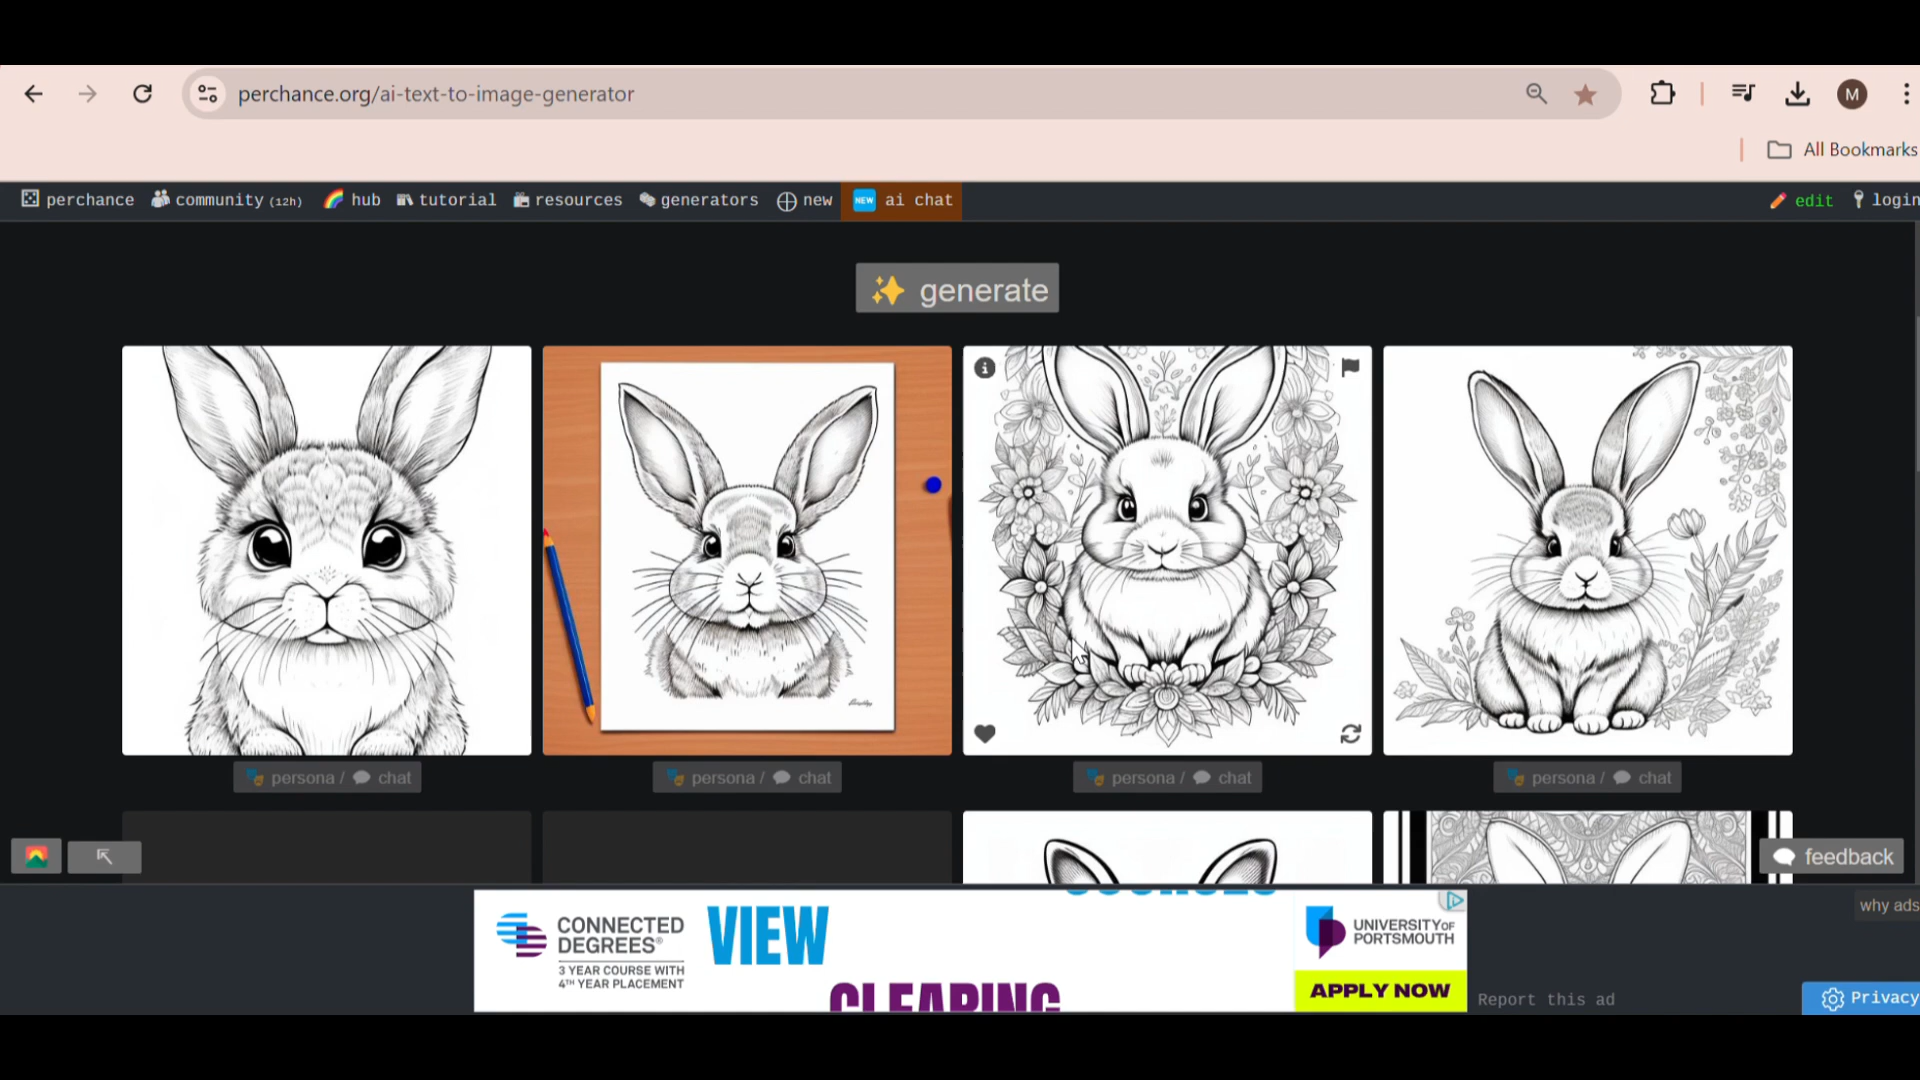 perchance.org/ai-text-to-image-generator
M
All Bookmarks
perchance
community (12h)
hub
tutorial
resources
generators
new
NEW ai chat
edit
login
generate
persona / chat
persona / chat
persona / chat
persona / chat
feedback
why ads
CONNECTED
DEGREES®
3 YEAR COURSE WITH
4TH YEAR PLACEMENT
VIEW
CLEARING
UNIVERSITY OF
PORTSMOUTH
APPLY NOW
Report this ad
Privacy